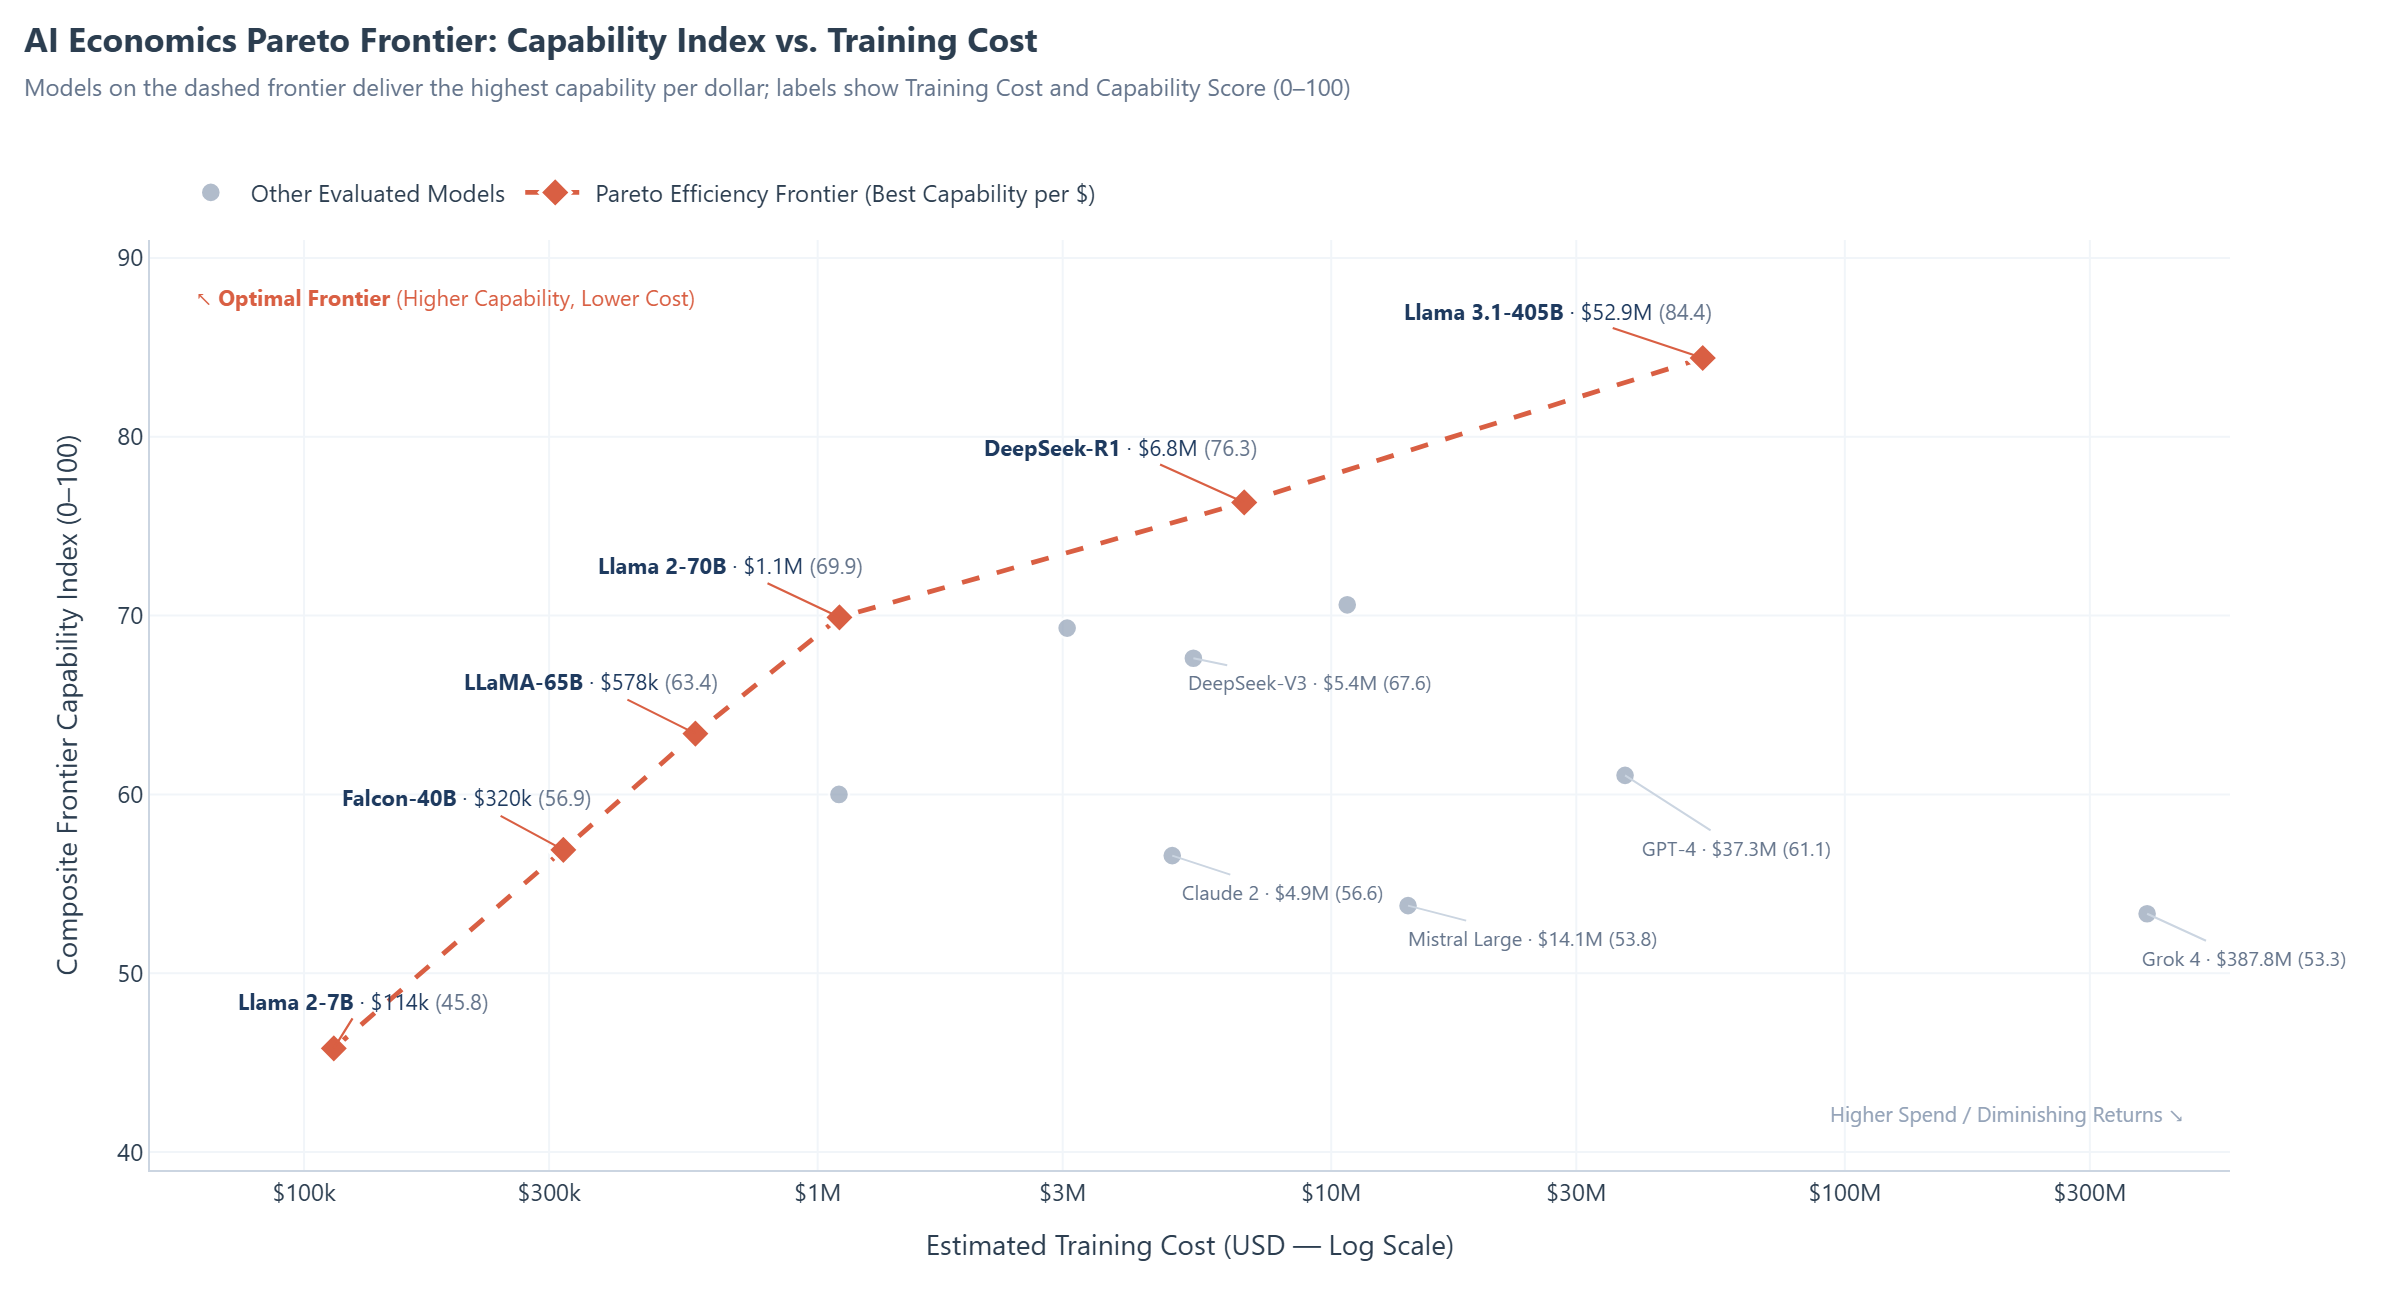 AI Economics Pareto Frontier: Capability Index vs. Training Cost
Models on the dashed frontier deliver the highest capability per dollar; labels show Training Cost and Capability Score (0–100)
Other Evaluated Models
Pareto Efficiency Frontier (Best Capability per $)
90
↖ Optimal Frontier (Higher Capability, Lower Cost)
Llama 3.1-405B · $52.9M (84.4)
80
DeepSeek-R1 · $6.8M (76.3)
Llama 2-70B · $1.1M (69.9)
70
LLaMA-65B · $578k (63.4)
DeepSeek-V3 · $5.4M (67.6)
60
Falcon-40B · $320k (56.9)
GPT-4 · $37.3M (61.1)
Claude 2 · $4.9M (56.6)
Mistral Large · $14.1M (53.8)
Grok 4 · $387.8M (53.3)
50
Llama 2-7B · $114k (45.8)
Higher Spend / Diminishing Returns ↘
40
Composite Frontier Capability Index (0–100)
$100k
$300k
$1M
$3M
$10M
$30M
$100M
$300M
Estimated Training Cost (USD — Log Scale)